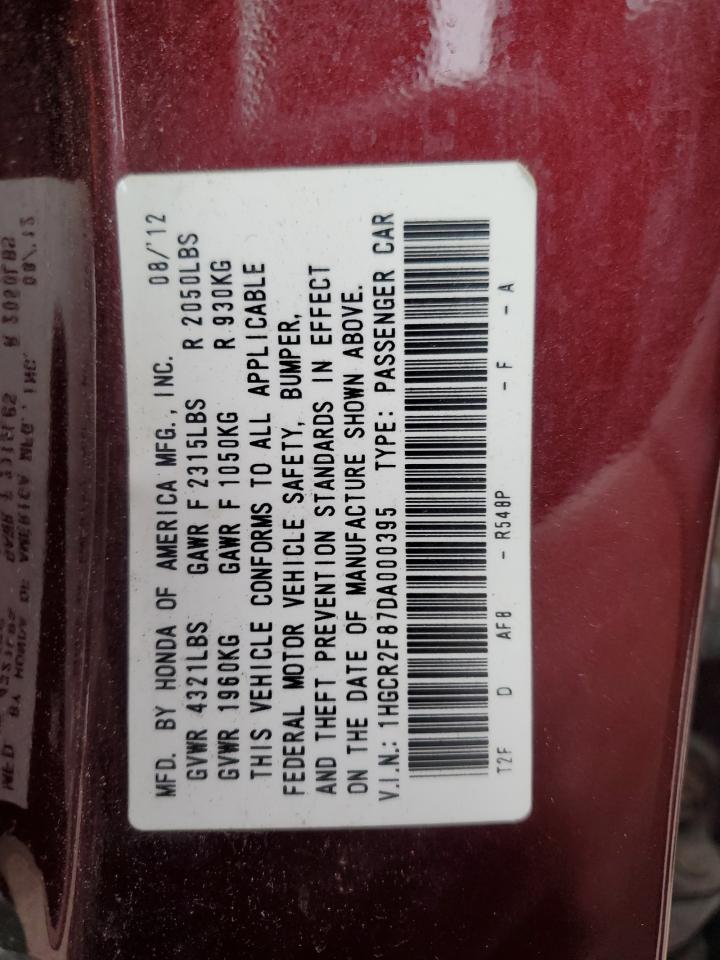 MFD. BY HONDA OF AMERICA MFG., INC. 08/'12
GVWR 4321LBS GAWR F 2315LBS R 2050LBS
GVWR 1960KG GAWR F 1050KG R 930KG
THIS VEHICLE CONFORMS TO ALL APPLICABLE
FEDERAL MOTOR VEHICLE SAFETY, BUMPER,
AND THEFT PREVENTION STANDARDS IN EFFECT
ON THE DATE OF MANUFACTURE SHOWN ABOVE.
V.I.N.: 1HGCR2F87DA000395 TYPE: PASSENGER CAR
T2F D AF8 - R548P - F - A